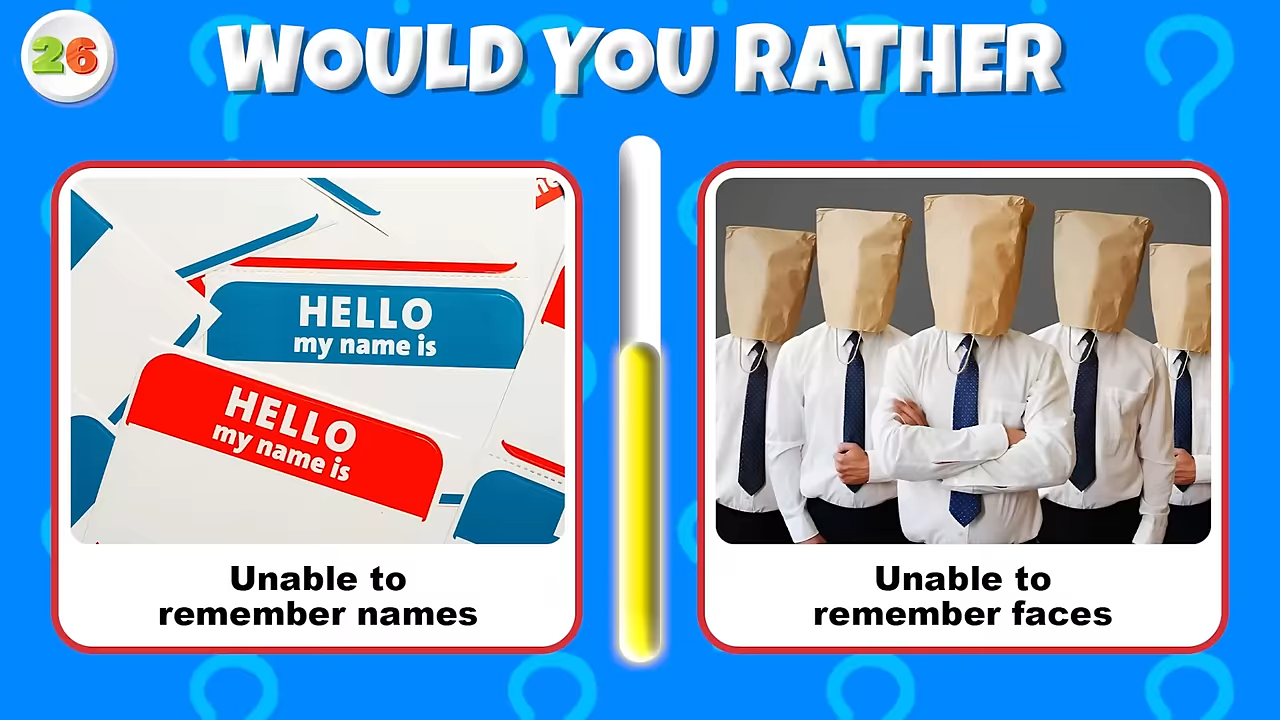 26
WOULD YOU RATHER
HELLO
my name is
HELLO
my name is
Unable to
remember names
Unable to
remember faces